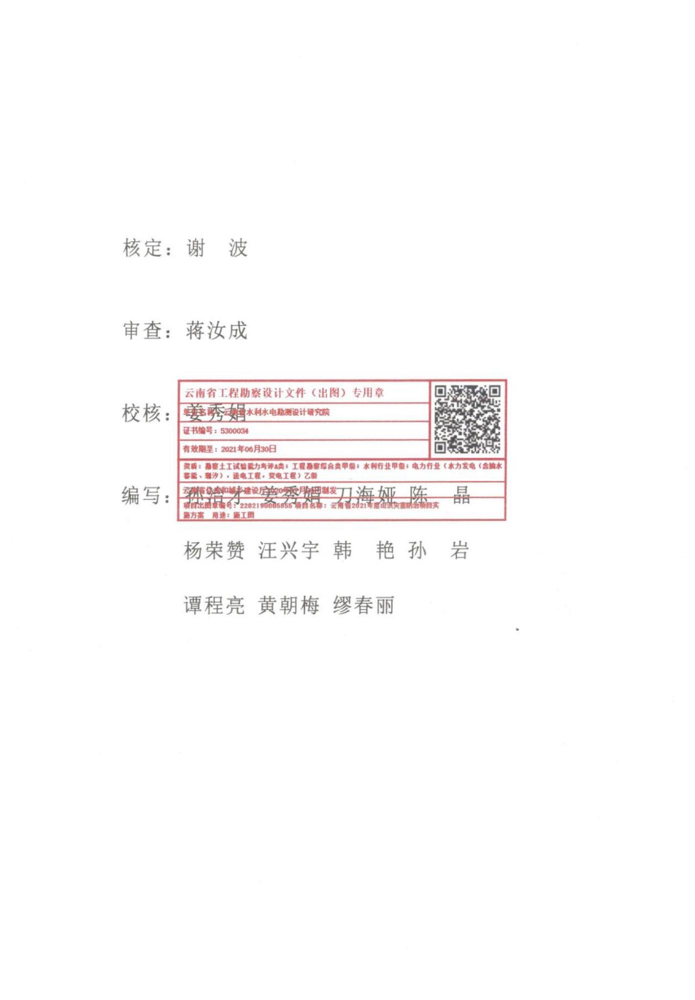 核定：谢 波
审查：蒋汝成
云南省工程勘察设计文件（出图）专用章
校核：姜秀娟
单位名称：云南省水利水电勘测设计研究院
证书编号：5300034
有效期至：2021年06月30日
资质：勘察土工试验能力考评A类；工程勘察综合类甲级；水利行业甲级；电力行业（水力发电（含抽水
蓄能、潮汐），送电工程，变电工程）乙级
云南省住房和城乡建设厅 制发
编写：孙治才 姜秀娟 刀海娅 陈 晶
项目出图章编号：2202190005855 项目名称：云南省2021年度山洪灾害防治项目实
施方案 用途：施工图
杨荣赞 汪兴宇 韩 艳 孙 岩
谭程亮 黄朝梅 缪春丽